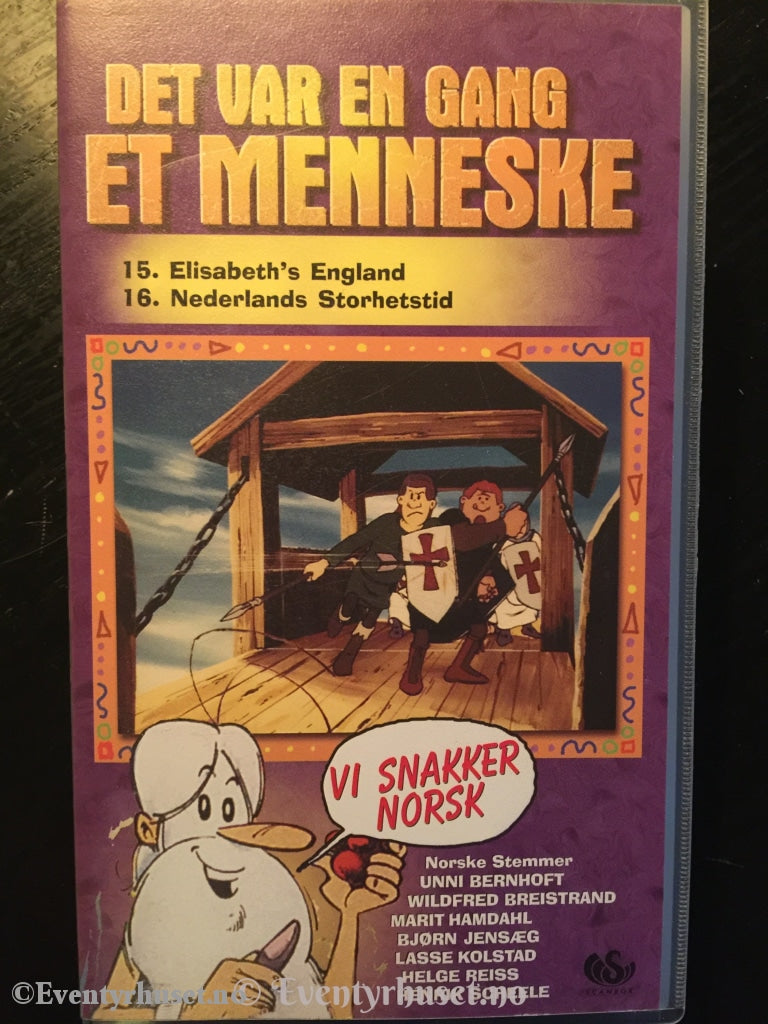 DET VAR EN GANG
ET MENNESKE
15. Elisabeth's England
16. Nederlands Storhetstid
VI SNAKKER
NORSK
Norske Stemmer
UNNI BERNHOFT
WILDFRED BREISTRAND
MARIT HAMDAHL
BJØRN JENSÆG
LASSE KOLSTAD
HELGE REISS
SCANBOX
©Eventyrhuset.no © Eventyrhuset.no